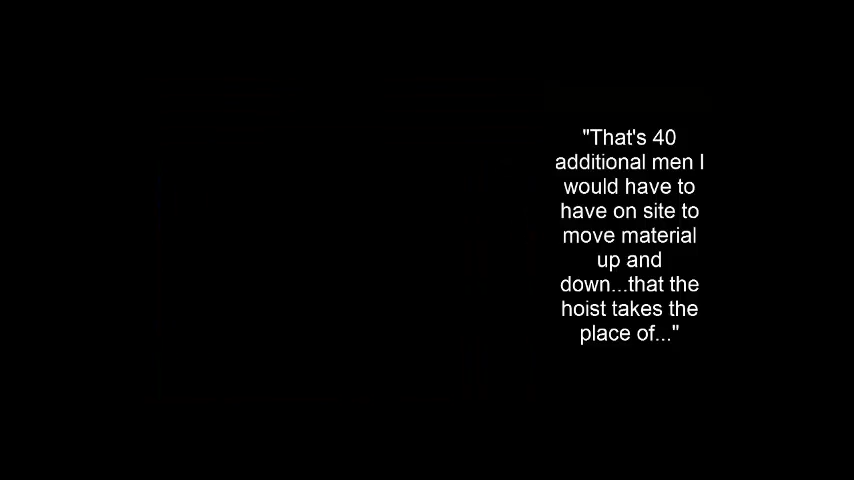 "That's 40
additional men I
would have to
have on site to
move material
up and
down...that the
hoist takes the
place of..."